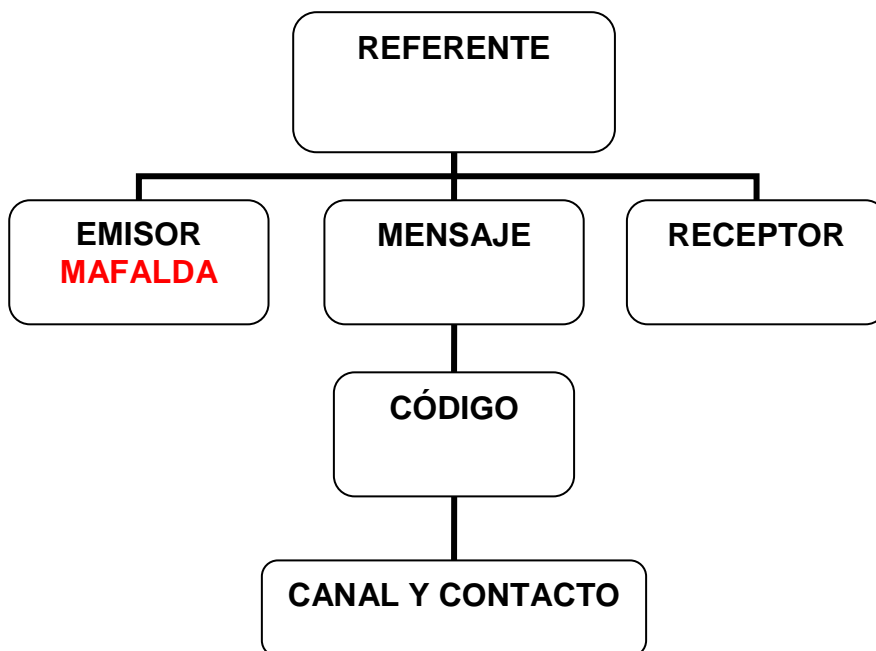 REFERENTE
EMISOR
MAFALDA
MENSAJE
RECEPTOR
CÓDIGO
CANAL Y CONTACTO